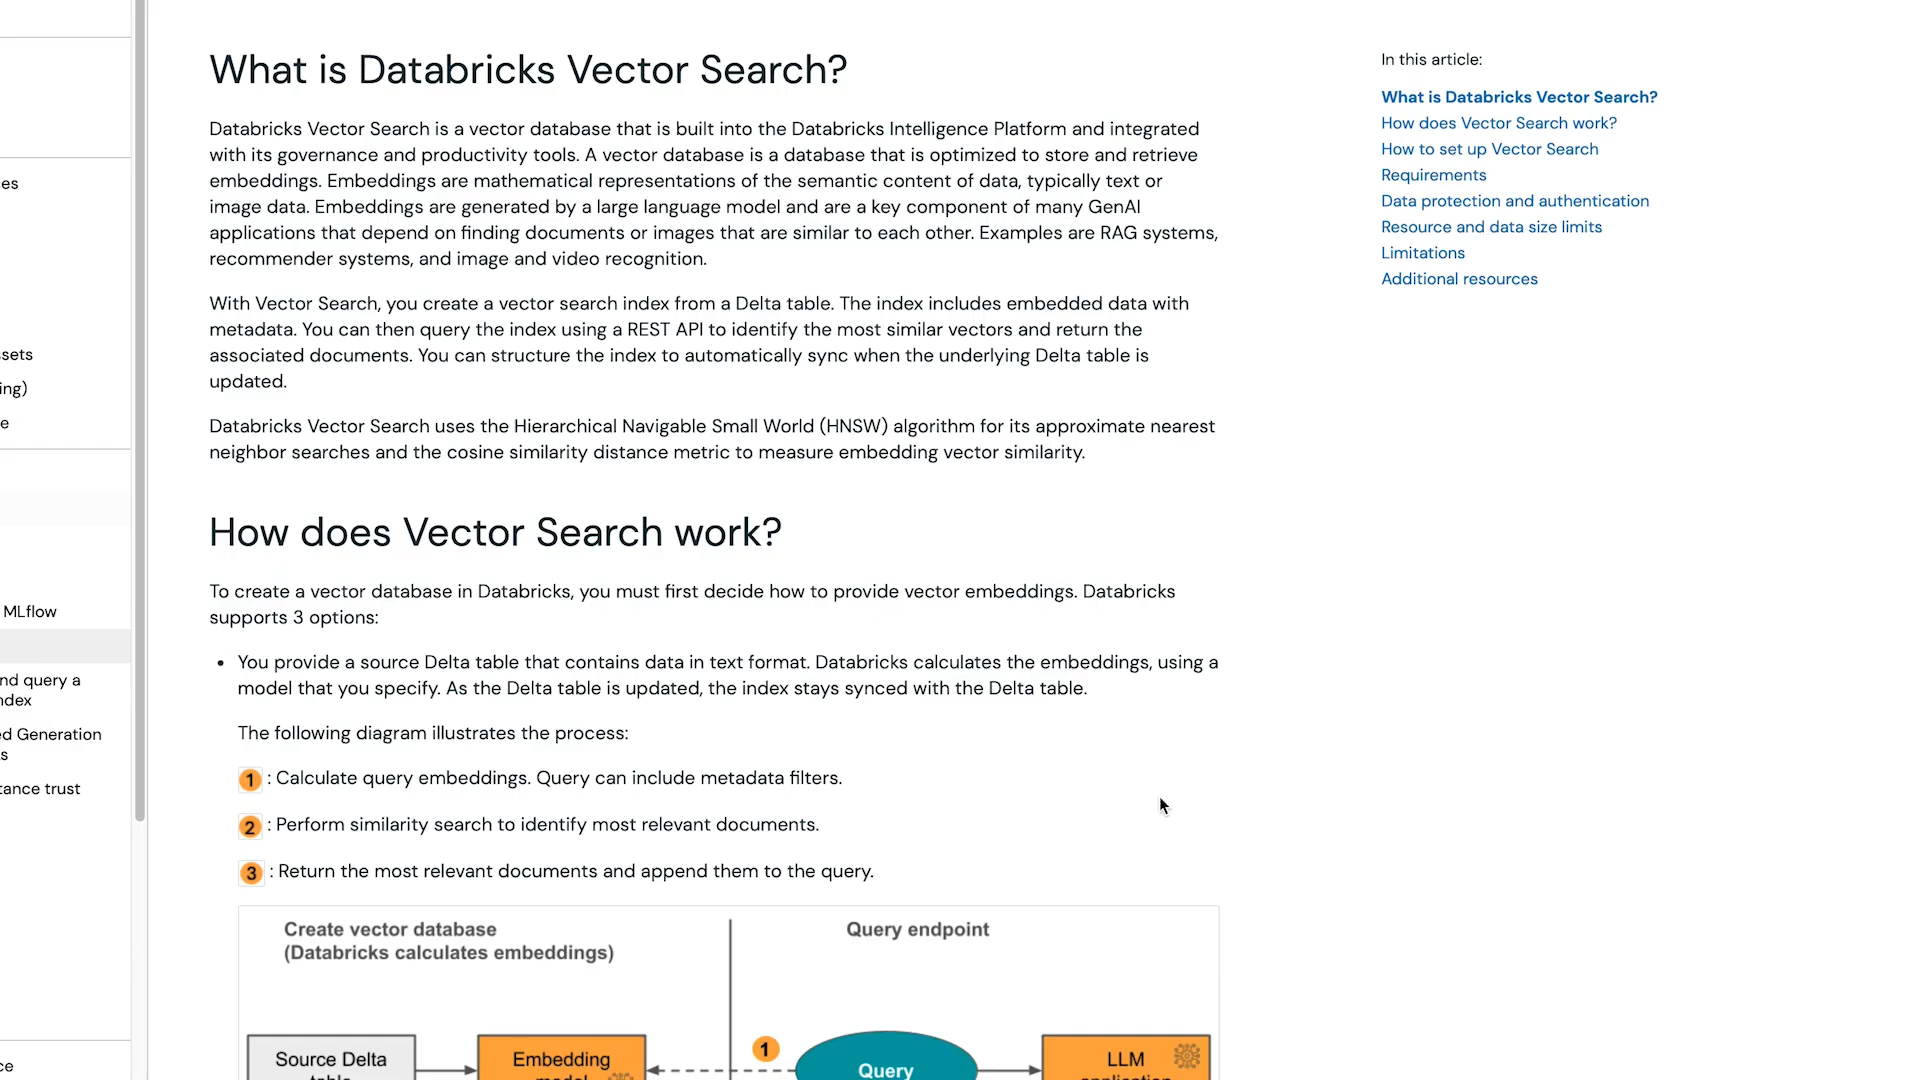 What is Databricks Vector Search?
Databricks Vector Search is a vector database that is built into the Databricks Intelligence Platform and integrated
with its governance and productivity tools. A vector database is a database that is optimized to store and retrieve
embeddings. Embeddings are mathematical representations of the semantic content of data, typically text or
image data. Embeddings are generated by a large language model and are a key component of many GenAI
applications that depend on finding documents or images that are similar to each other. Examples are RAG systems,
recommender systems, and image and video recognition.
With Vector Search, you create a vector search index from a Delta table. The index includes embedded data with
metadata. You can then query the index using a REST API to identify the most similar vectors and return the
associated documents. You can structure the index to automatically sync when the underlying Delta table is
updated.
Databricks Vector Search uses the Hierarchical Navigable Small World (HNSW) algorithm for its approximate nearest
neighbor searches and the cosine similarity distance metric to measure embedding vector similarity.
How does Vector Search work?
To create a vector database in Databricks, you must first decide how to provide vector embeddings. Databricks
supports 3 options:
• You provide a source Delta table that contains data in text format. Databricks calculates the embeddings, using a
model that you specify. As the Delta table is updated, the index stays synced with the Delta table.
The following diagram illustrates the process:
1 : Calculate query embeddings. Query can include metadata filters.
2 : Perform similarity search to identify most relevant documents.
3 : Return the most relevant documents and append them to the query.
Create vector database
(Databricks calculates embeddings)
Query endpoint
Source Delta
table
Embedding
model
1
Query
LLM
application
In this article:
What is Databricks Vector Search?
How does Vector Search work?
How to set up Vector Search
Requirements
Data protection and authentication
Resource and data size limits
Limitations
Additional resources
es
sets
ing)
e
MLflow
nd query a
ndex
ed Generation
s
tance trust
ce